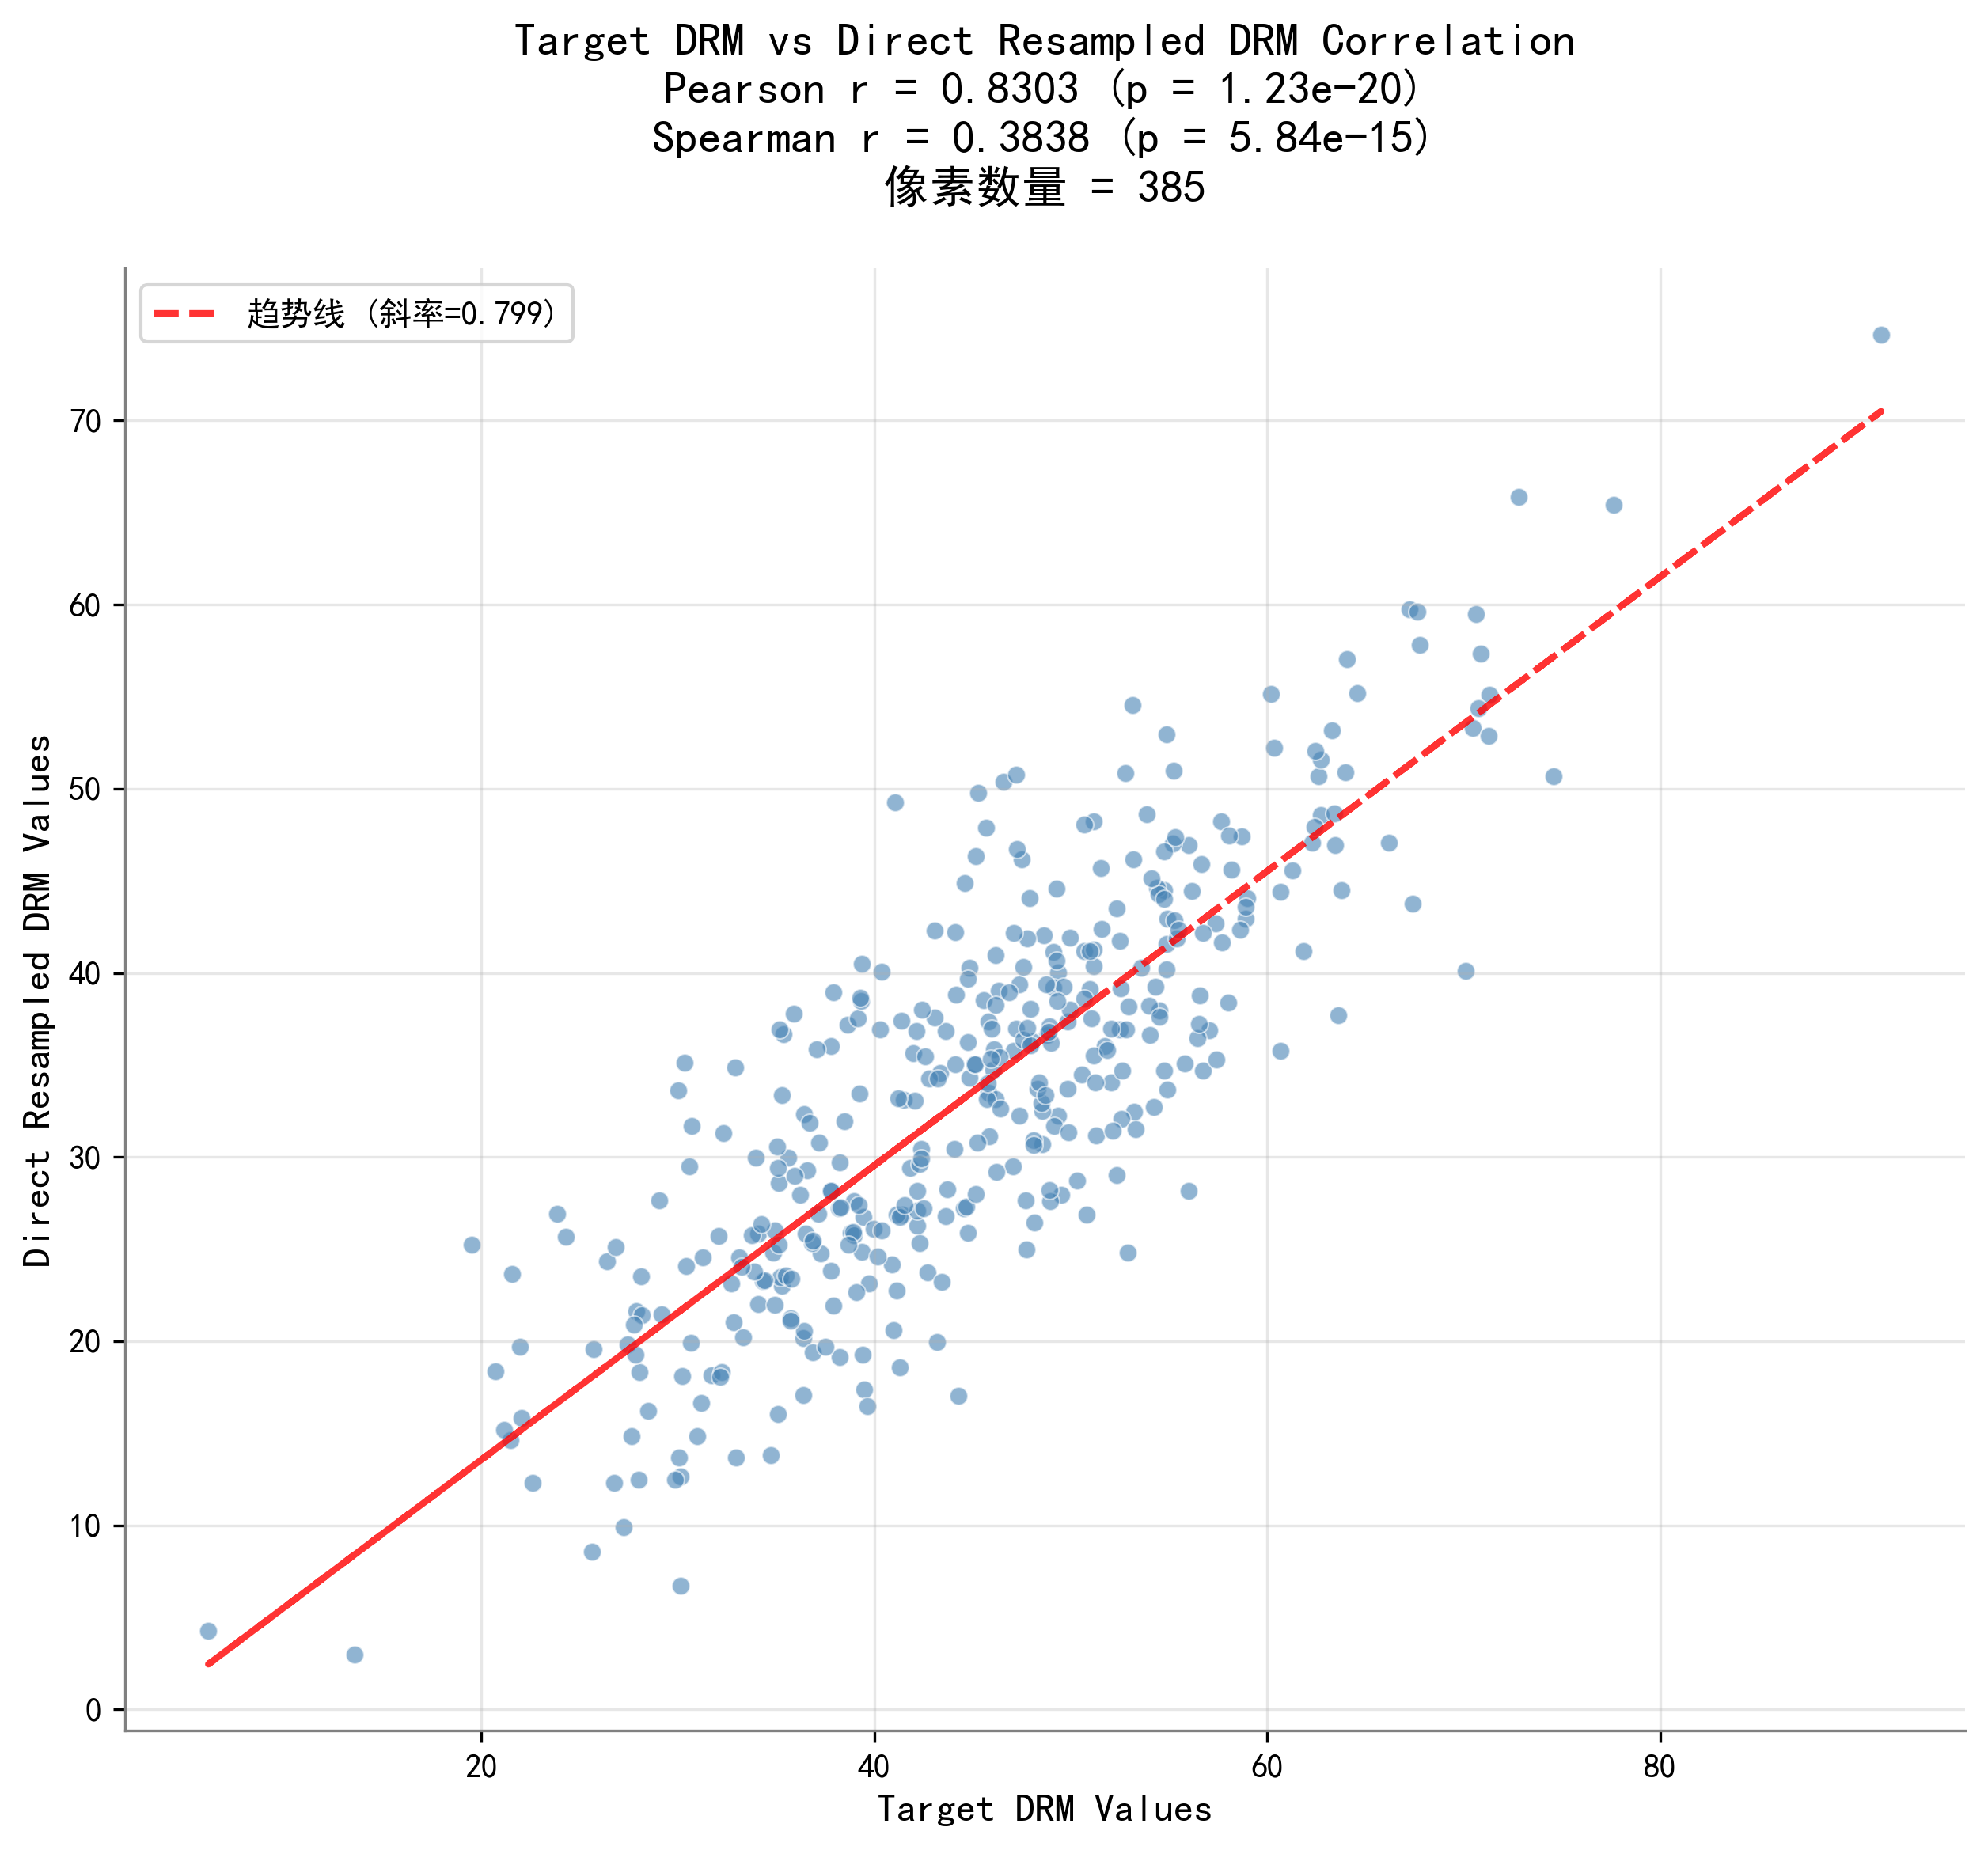 Target DRM vs Direct Resampled DRM Correlation
Pearson r = 0.8303 (p = 1.23e-20)
Spearman r = 0.3838 (p = 5.84e-15)
像素数量 = 385
趋势线 (斜率=0.799)
70
60
50
40
30
20
10
0
Direct Resampled DRM Values
20 40 60 80
Target DRM Values